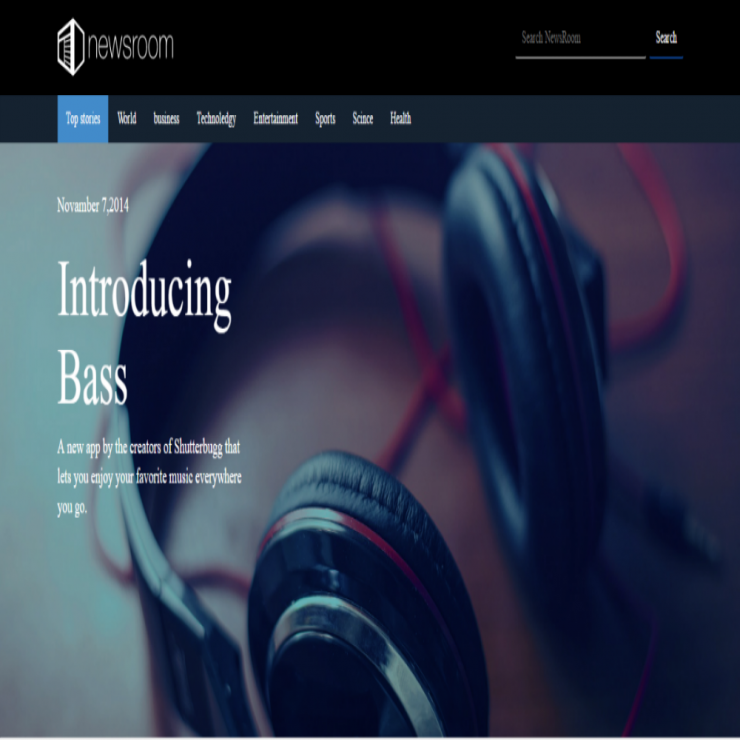 newsroom
Search NewsRoom
Search
Top stories World business Technoledgy Entertainment Sports Scince Health
Novamber 7,2014
Introducing
Bass
A new app by the creators of Shutterbugg that
lets you enjoy your favorite music everywhere
you go.